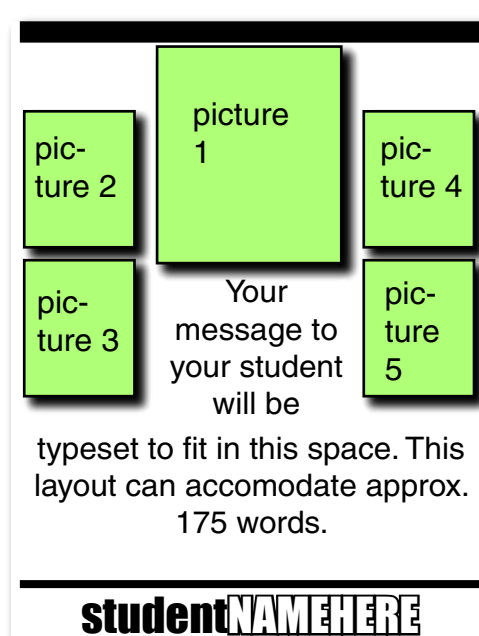 picture
1
pic-
ture 2
pic-
ture 4
pic-
ture 3
pic-
ture
5
Your
message to
your student
will be
typeset to fit in this space. This
layout can accomodate approx.
175 words.
studentNAMEHERE